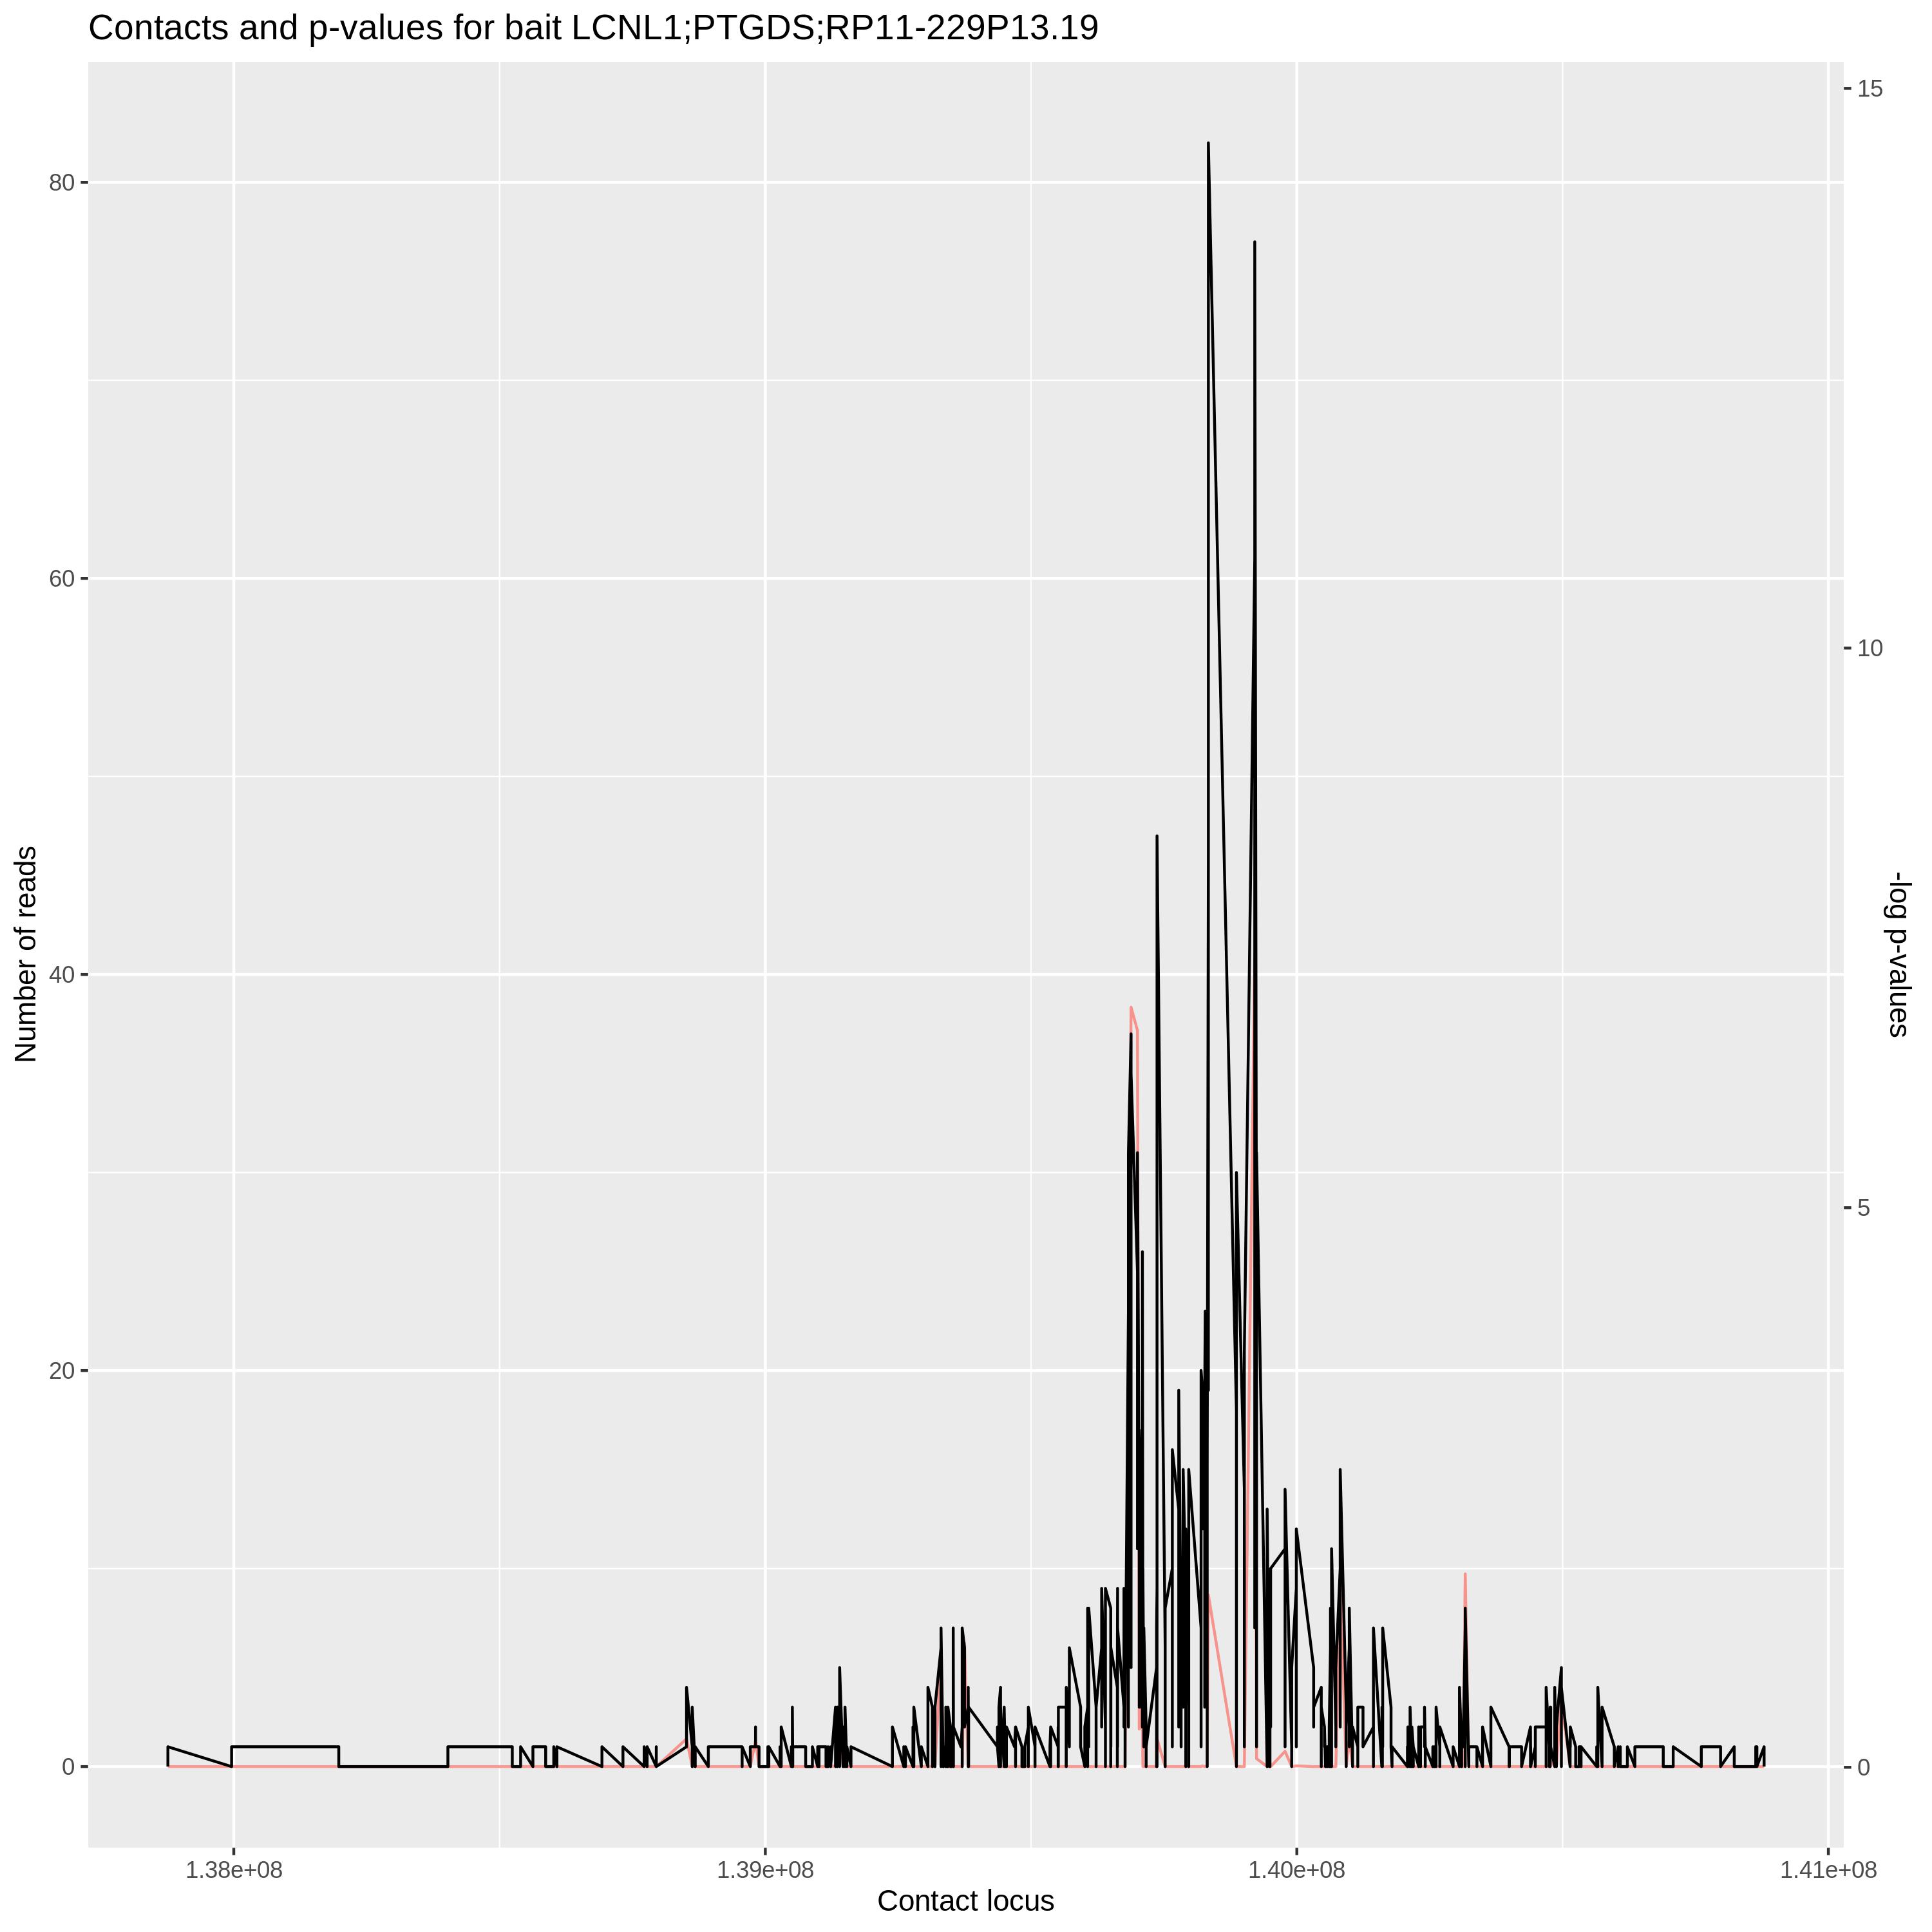 Contacts and p-values for bait LCNL1;PTGDS;RP11-229P13.19
15
80
60
10
Number of reads
-log p-values
40
5
20
0
0
1.38e+08
1.39e+08
1.40e+08
1.41e+08
Contact locus